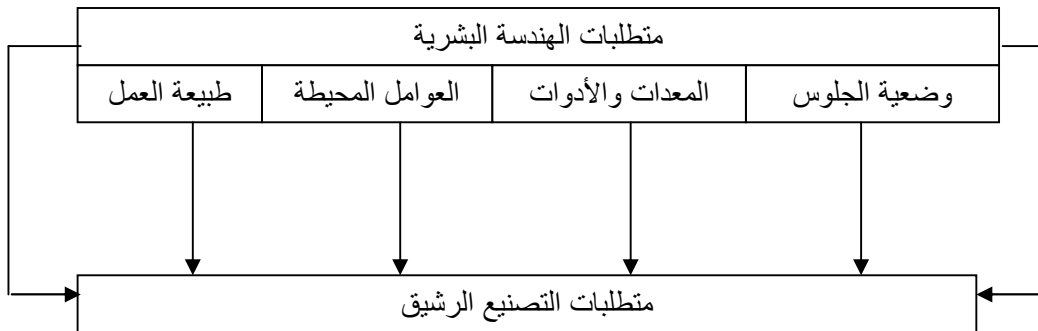 متطلبات الهندسة البشرية
وضعية الجلوس
المعدات والأدوات
العوامل المحيطة
طبيعة العمل
متطلبات التصنيع الرشيق